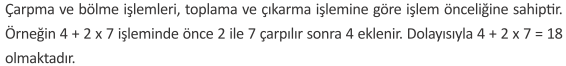 Çarpma ve bölme işlemleri, toplama ve çıkarma işlemine göre işlem önceliğine sahiptir.
Örneğin 4 + 2 x 7 işleminde önce 2 ile 7 çarpılır sonra 4 eklenir. Dolayısıyla 4 + 2 x 7 = 18
olmaktadır.